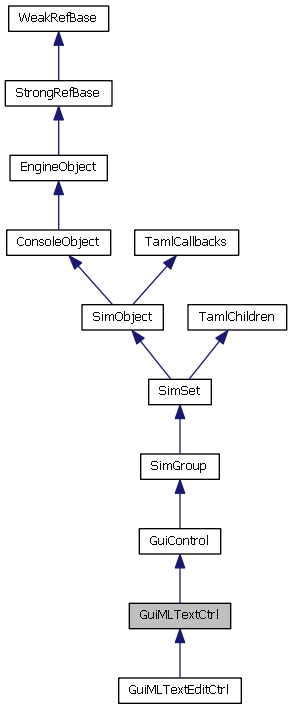 WeakRefBase
StrongRefBase
EngineObject
ConsoleObject
TamlCallbacks
SimObject
TamlChildren
SimSet
SimGroup
GuiControl
GuiMLTextCtrl
GuiMLTextEditCtrl